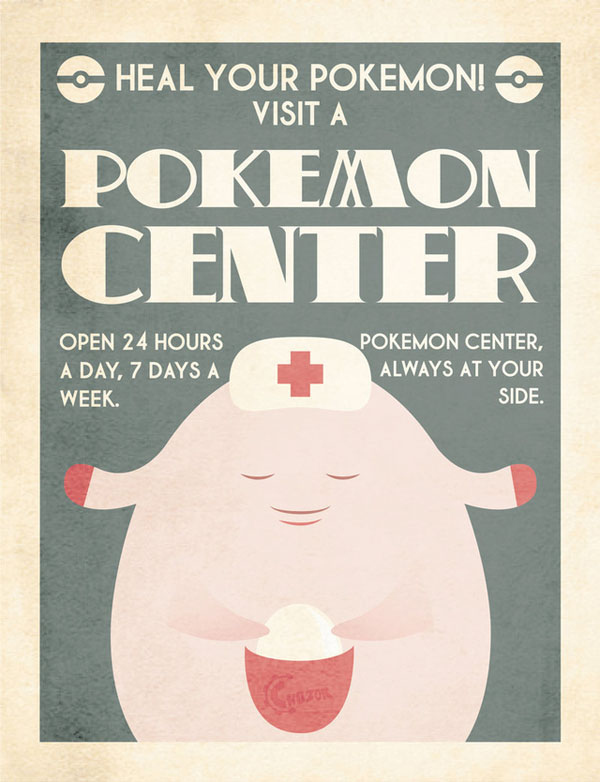 HEAL YOUR POKEMON!
VISIT A
POKEMON
CENTER
OPEN 24 HOURS
A DAY, 7 DAYS A
WEEK.
POKEMON CENTER,
ALWAYS AT YOUR
SIDE.